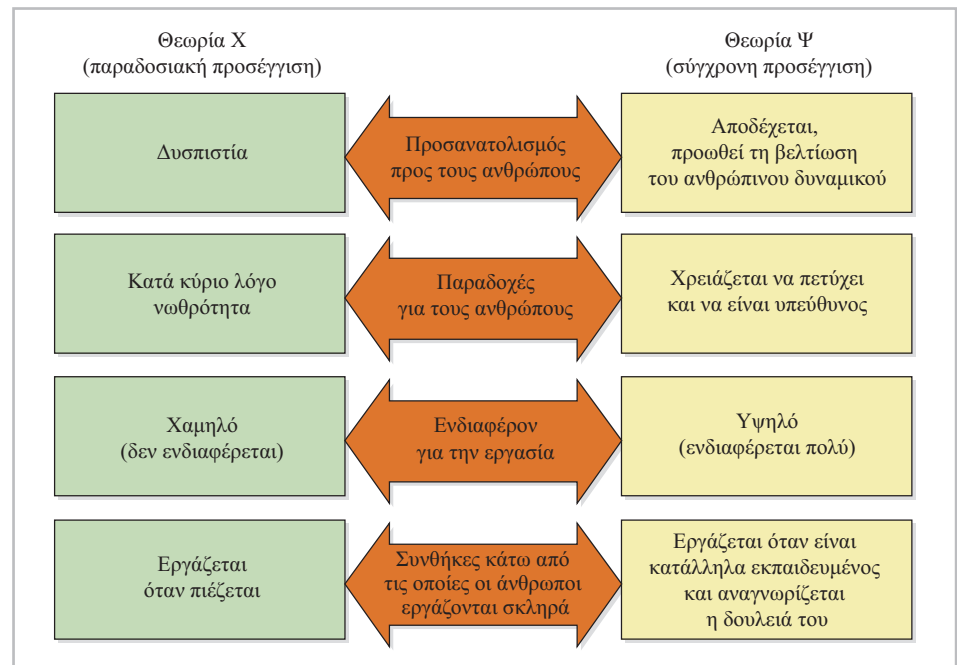 Θεωρία Χ
(παραδοσιακή προσέγγιση)
Θεωρία Ψ
(σύγχρονη προσέγγιση)
Δυσπιστία
Προσανατολισμός
προς τους ανθρώπους
Αποδέχεται,
προωθεί τη βελτίωση
του ανθρώπινου δυναμικού
Κατά κύριο λόγο
νωθρότητα
Παραδοχές
για τους ανθρώπους
Χρειάζεται να πετύχει
και να είναι υπεύθυνος
Χαμηλό
(δεν ενδιαφέρεται)
Ενδιαφέρον
για την εργασία
Υψηλό
(ενδιαφέρεται πολύ)
Εργάζεται
όταν πιέζεται
Συνθήκες κάτω από
τις οποίες οι άνθρωποι
εργάζονται σκληρά
Εργάζεται όταν είναι
κατάλληλα εκπαιδευμένος
και αναγνωρίζεται
η δουλειά του